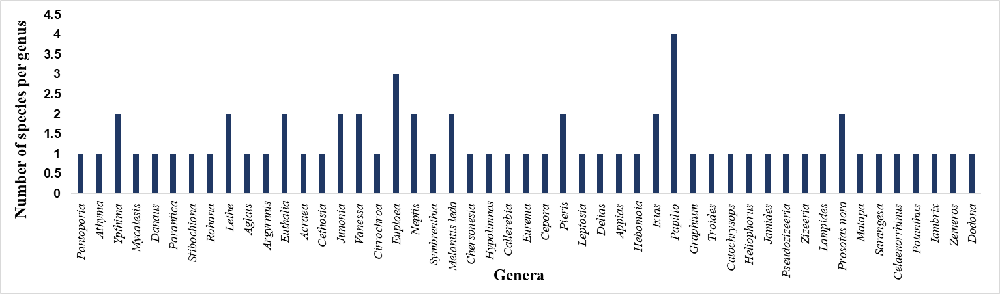 Number of species per genus
4.5
4
3.5
3
2.5
2
1.5
1
0.5
0
Pantoporia
Athyma
Ypthima
Mycalesis
Danus
Parantica
Stibochiona
Rohana
Lethe
Aglais
Argyrmis
Euthalia
Acraea
Cethosia
Junonia
Vanessa
Cirrochroa
Euploea
Neptis
Symbrenthia
Melanitis leda
Chersonesia
Hypolimnas
Callerebia
Eurema
Cepora
Pieris
Leptosia
Delias
Appias
Hebomoia
Ixias
Papilio
Graphium
Troides
Catochrysops
Heliophorus
Jamides
Pseudozizeeria
Zizeeria
Lampides
Prosotas nora
Matapa
Sarangesa
Celaenorrhinus
Potanthus
Iambrix
Zemeros
Dodona
Genera